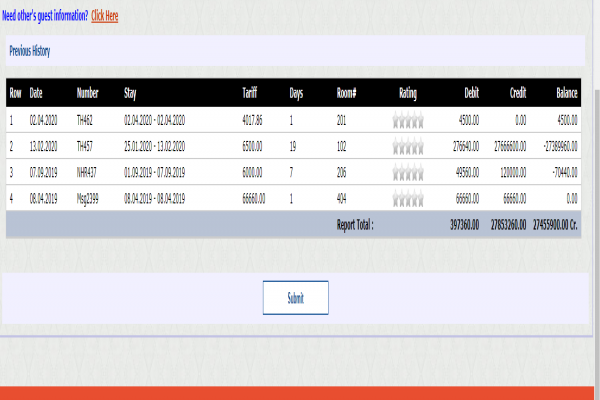 Need other's guest information? Click Here
Previous History
Row Date Number Stay Tariff Days Room# Rating Debit Credit Balance
1 02.04.2020 TH462 02.04.2020 - 02.04.2020 4017.86 1 201 4500.00 0.00 4500.00
2 13.02.2020 TH457 25.01.2020 - 13.02.2020 6500.00 19 102 276640.00 27666600.00 -27389960.00
3 07.09.2019 NHR437 01.09.2019 - 07.09.2019 6000.00 7 206 49560.00 120000.00 -70440.00
4 08.04.2019 Msg2399 08.04.2019 - 08.04.2019 66660.00 1 404 66660.00 66660.00 0.00
Report Total : 397360.00 27853260.00 27455900.00 Cr.
Submit